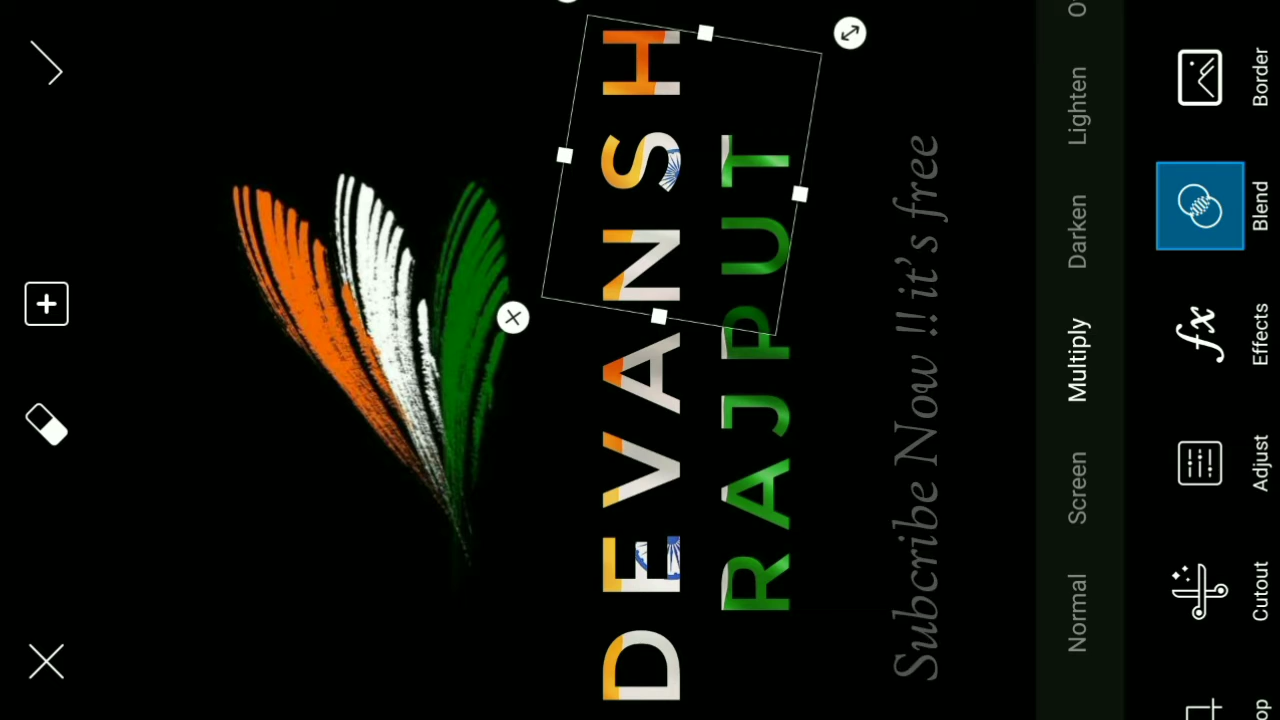 DEVANSH
RAJPUT
Subcribe Now !! it's free
Normal
Screen
Multiply
Darken
Lighten
Cutout
Adjust
Effects
Blend
Border